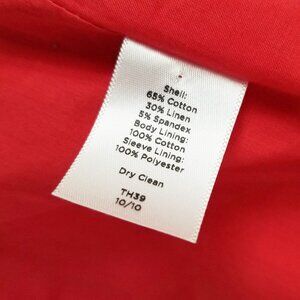 Shell:
65% Cotton
30% Linen
5% Spandex
Body Lining:
100% Cotton
Sleeve Lining:
100% Polyester
Dry Clean
TH39
10/10